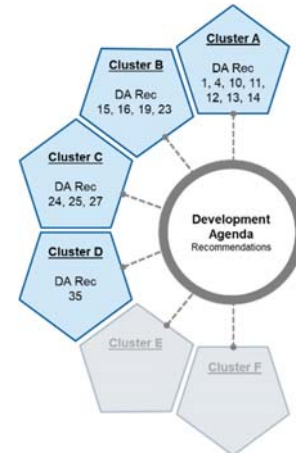 Cluster A
DA Rec
1, 4, 10, 11,
12, 13, 14
Cluster B
DA Rec
15, 16, 19, 23
Cluster C
DA Rec
24, 25, 27
Cluster D
DA Rec
35
Cluster E
Cluster F
Development
Agenda
Recommendations